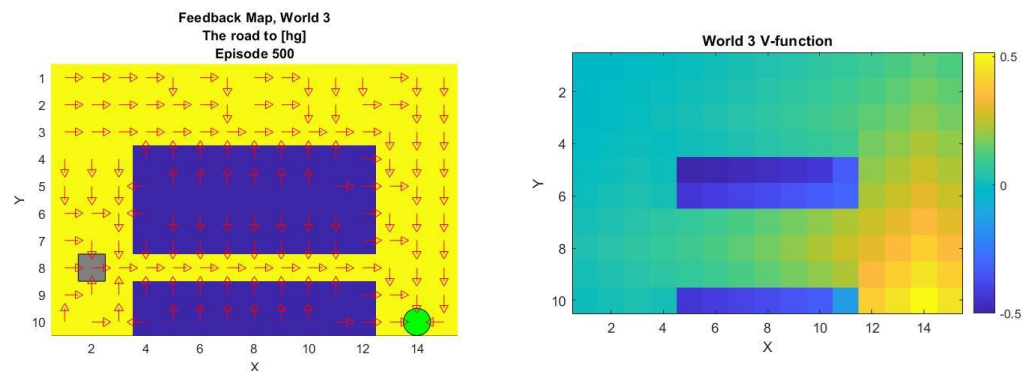 Feedback Map, World 3
The road to [hg]
Episode 500
1
2
3
4
5
6
7
8
9
10
Y
2 4 6 8 10 12 14
X
World 3 V-function
2
4
6
8
10
Y
2 4 6 8 10 12 14
X
0.5
0
-0.5